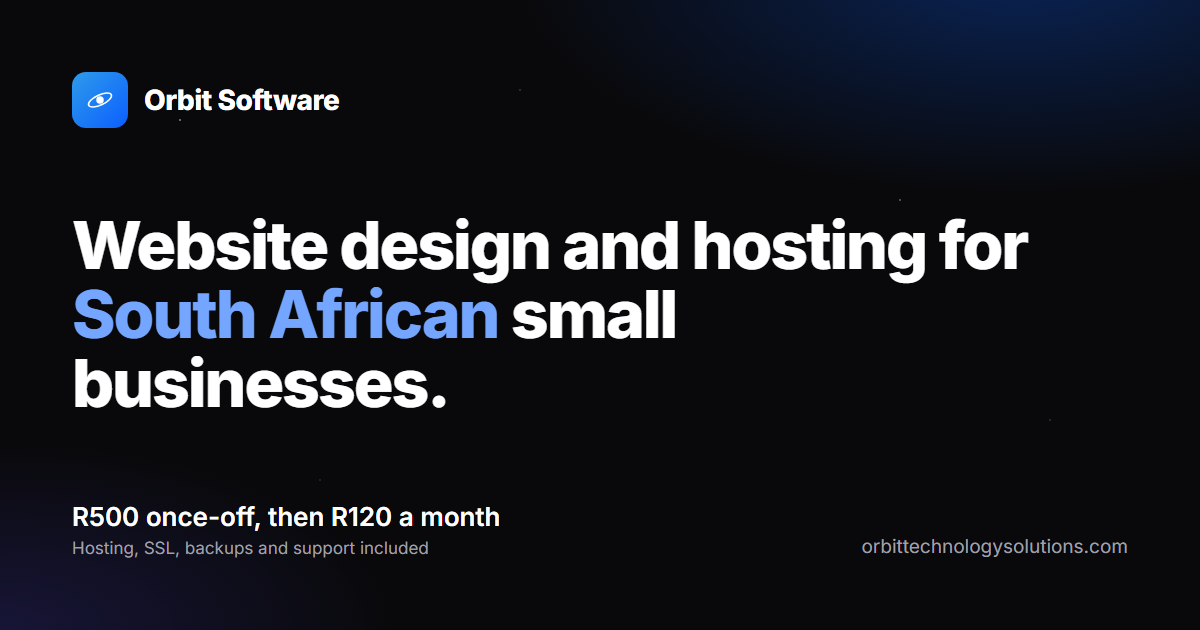 Orbit Software
Website design and hosting for
South African small
businesses.
R500 once-off, then R120 a month
Hosting, SSL, backups and support included
orbittechnologysolutions.com